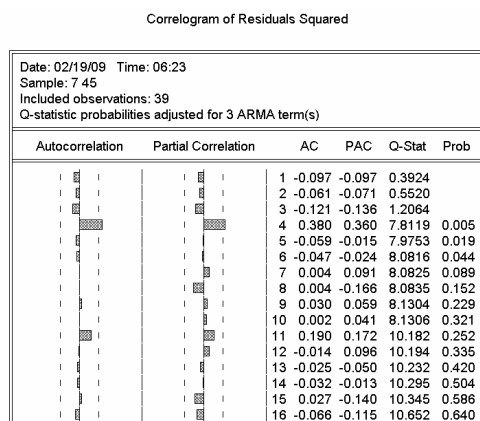 Correlogram of Residuals Squared
Date: 02/19/09 Time: 06:23
Sample: 7 45
Included observations: 39
Q-statistic probabilities adjusted for 3 ARMA term(s)
Autocorrelation Partial Correlation AC PAC Q-Stat Prob
1 -0.097 -0.097 0.3924
2 -0.061 -0.071 0.5520
3 -0.121 -0.136 1.2064
4 0.380 0.360 7.8119 0.005
5 -0.059 -0.015 7.9753 0.019
6 -0.047 -0.024 8.0816 0.044
7 0.004 0.091 8.0825 0.089
8 0.004 -0.166 8.0835 0.152
9 0.030 0.059 8.1304 0.229
10 0.002 0.041 8.1306 0.321
11 0.190 0.172 10.182 0.252
12 -0.014 0.096 10.194 0.335
13 -0.025 -0.050 10.232 0.420
14 -0.032 -0.013 10.295 0.504
15 0.027 -0.140 10.345 0.586
16 -0.066 -0.115 10.652 0.640